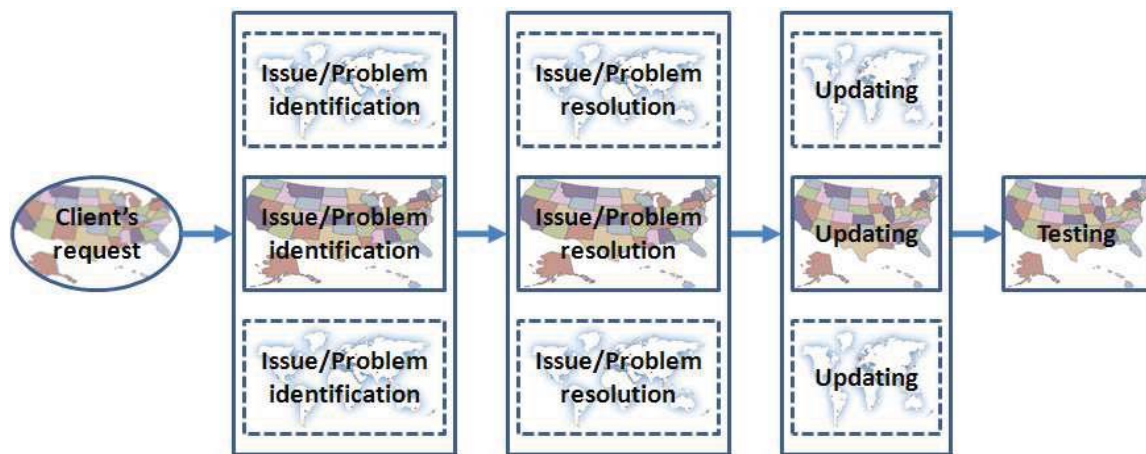 Issue/Problem
identification
Issue/Problem
resolution
Updating
Client's
request
Issue/Problem
identification
Issue/Problem
resolution
Updating
Testing
Issue/Problem
identification
Issue/Problem
resolution
Updating